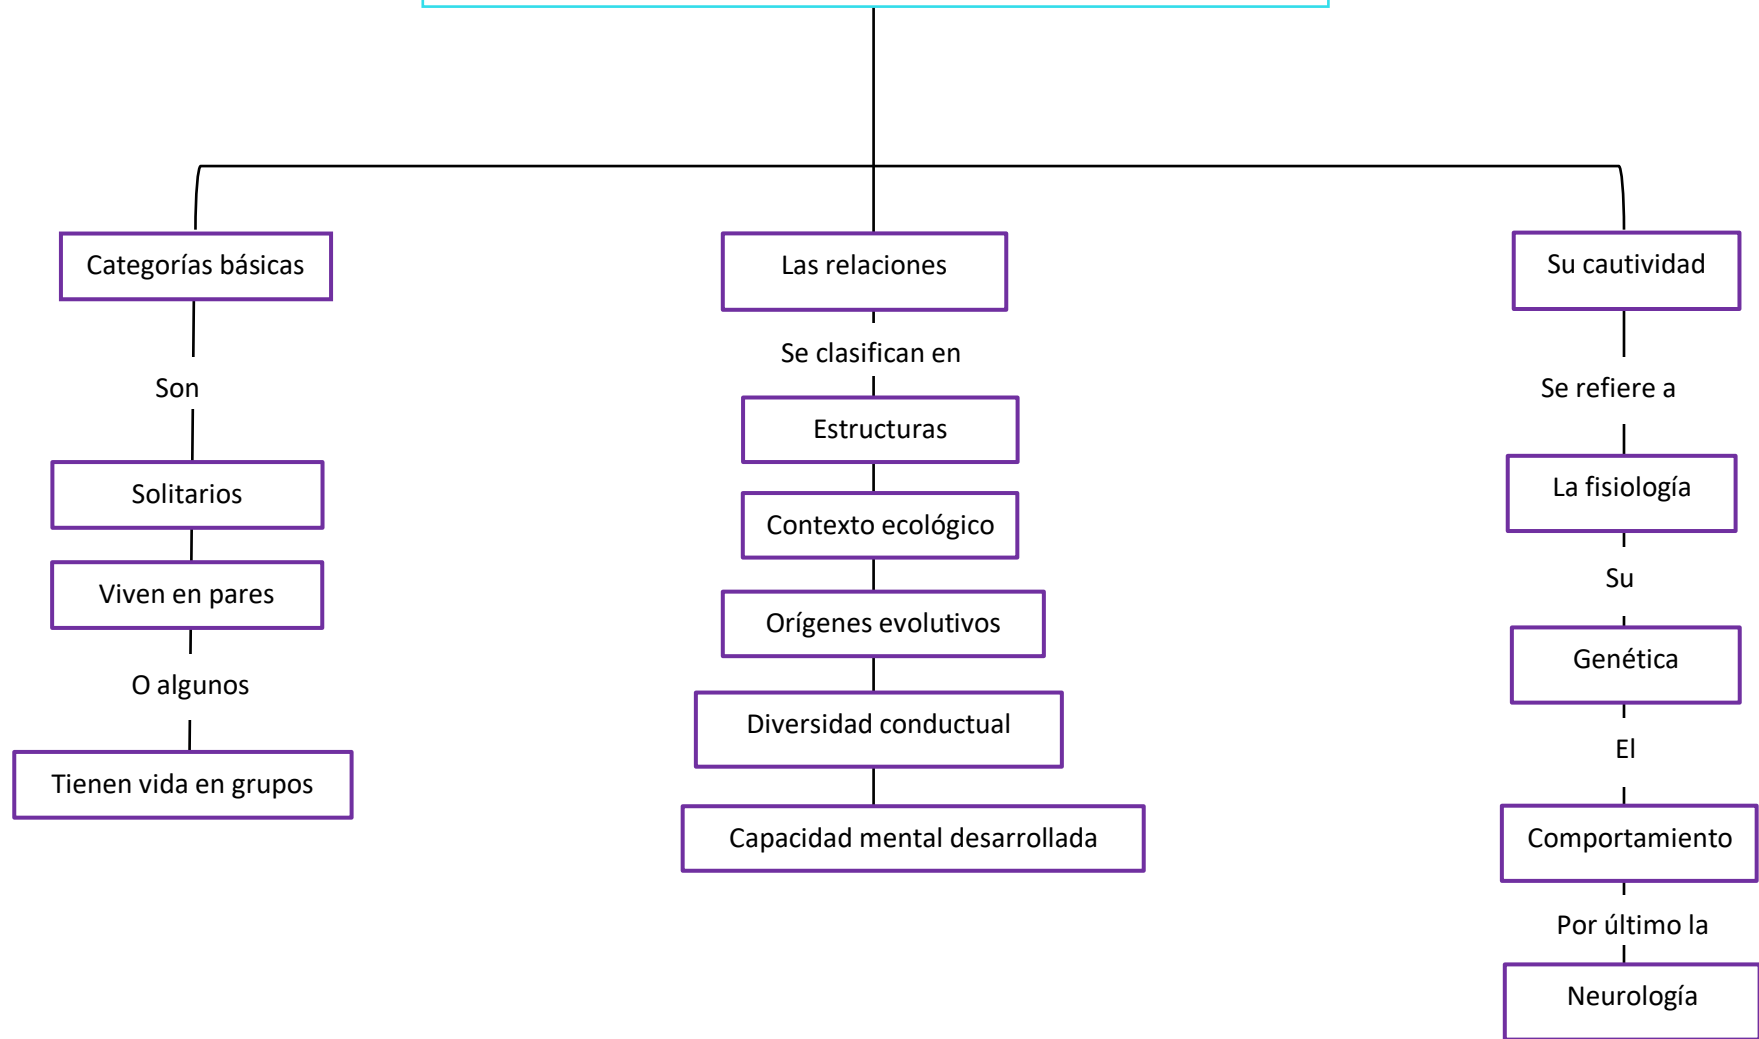 Categorías básicas
Son
Solitarios
Viven en pares
O algunos
Tienen vida en grupos
Las relaciones
Se clasifican en
Estructuras
Contexto ecológico
Orígenes evolutivos
Diversidad conductual
Capacidad mental desarrollada
Su cautividad
Se refiere a
La fisiología
Su
Genética
El
Comportamiento
Por último la
Neurología